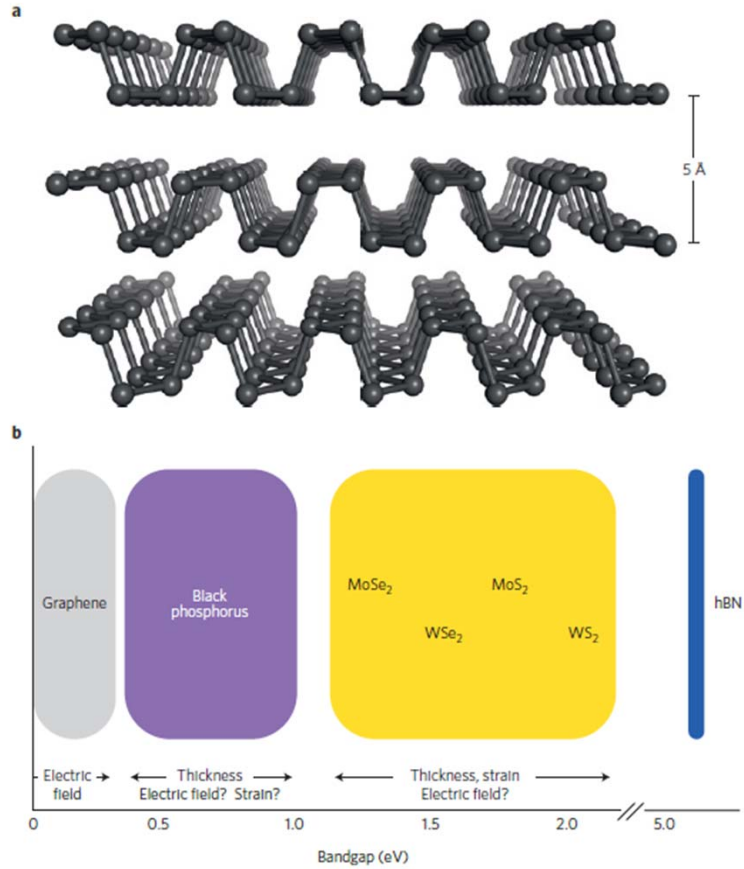 a
5 Å
b
Graphene
Black
phosphorus
MoSe₂
MoS₂
WSe₂
WS₂
hBN
Electric
field
Thickness
Electric field? Strain?
Thickness, strain
Electric field?
0 0.5 1.0 1.5 2.0 5.0
Bandgap (eV)